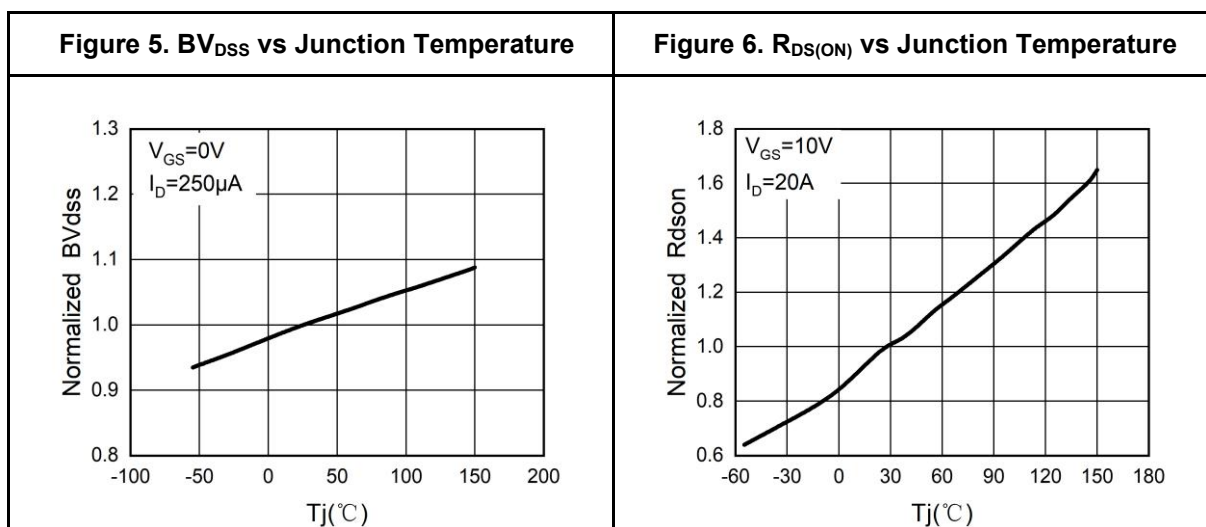 Figure 5. BVDSS vs Junction Temperature
Figure 6. RDS(ON) vs Junction Temperature
1.3
1.2
1.1
1.0
0.9
0.8
Normalized BVdss
VGS=0V
ID=250μA
-100 -50 0 50 100 150 200
Tj(℃)
1.8
1.6
1.4
1.2
1.0
0.8
0.6
Normalized Rdson
VGS=10V
ID=20A
-60 -30 0 30 60 90 120 150 180
Tj(℃)